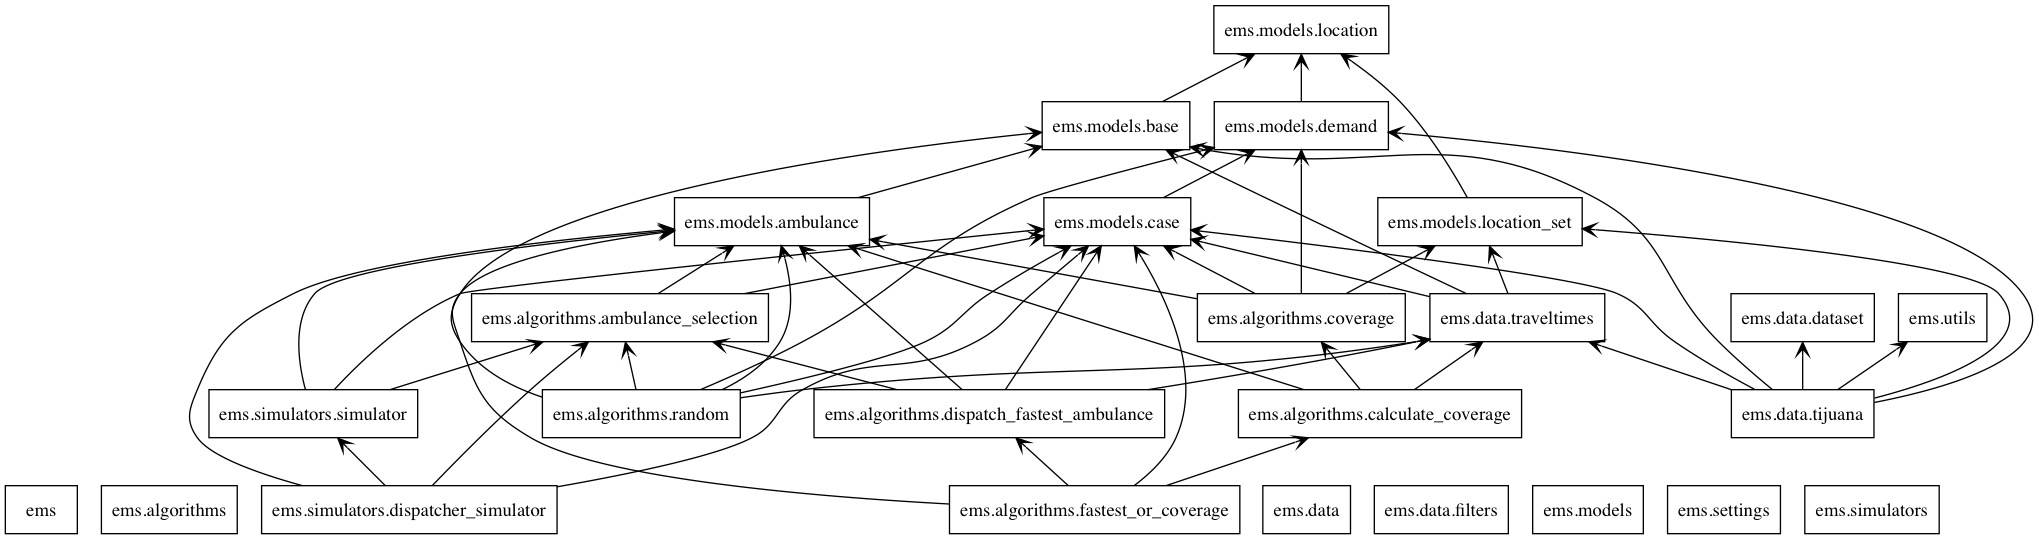 ems.models.location
ems.models.base
ems.models.demand
ems.models.ambulance
ems.models.case
ems.models.location_set
ems.algorithms.ambulance_selection
ems.algorithms.coverage
ems.data.traveltimes
ems.data.dataset
ems.utils
ems.simulators.simulator
ems.algorithms.random
ems.algorithms.dispatch_fastest_ambulance
ems.algorithms.calculate_coverage
ems.data.tijuana
ems
ems.algorithms
ems.simulators.dispatcher_simulator
ems.algorithms.fastest_or_coverage
ems.data
ems.data.filters
ems.models
ems.settings
ems.simulators